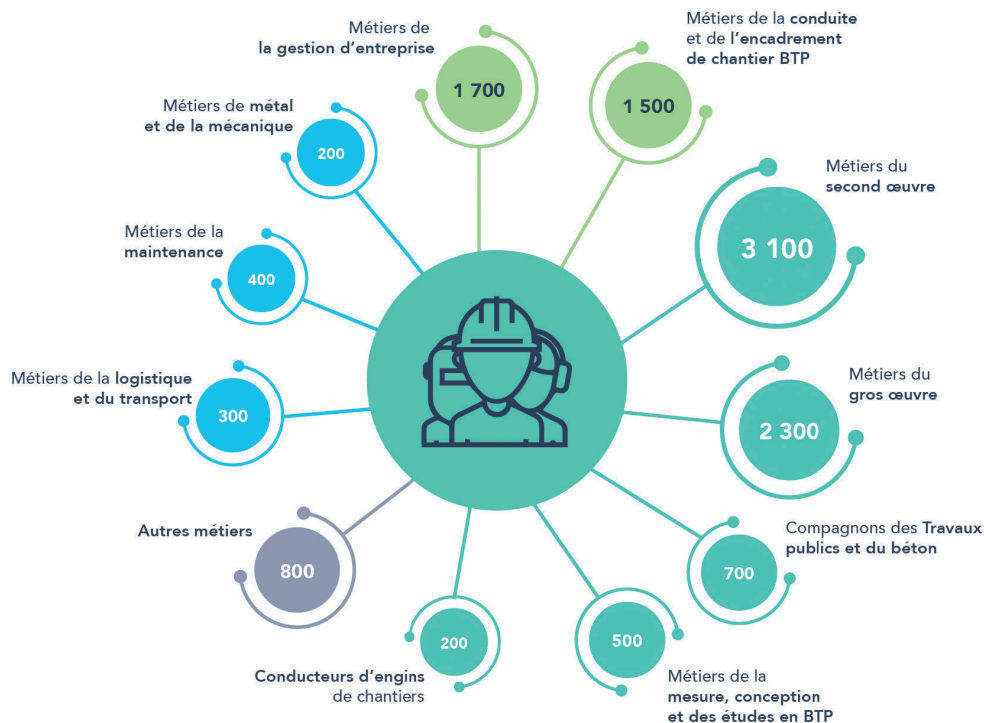 Métiers de
la gestion d’entreprise
1 700
Métiers de la conduite
et de l’encadrement
de chantier BTP
1 500
Métiers du
second œuvre
3 100
Métiers du
gros œuvre
2 300
Compagnons des Travaux
publics et du béton
700
Métiers de la
mesure, conception
et des études en BTP
500
Conducteurs d’engins
de chantiers
200
Autres métiers
800
Métiers de la logistique
et du transport
300
Métiers de la
maintenance
400
Métiers de métal
et de la mécanique
200